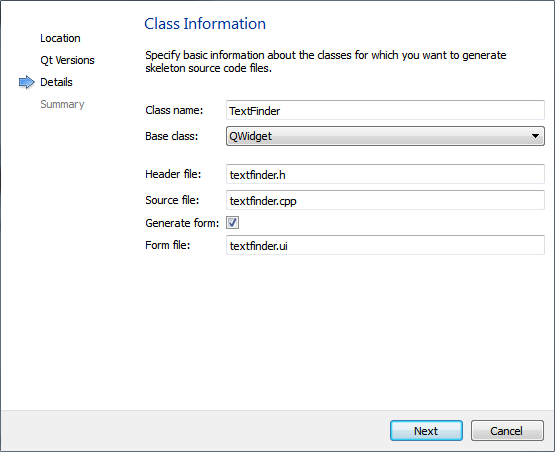 Class Information
Location
Qt Versions
Details
Summary
Specify basic information about the classes for which you want to generate
skeleton source code files.
Class name: TextFinder
Base class: QWidget
Header file: textfinder.h
Source file: textfinder.cpp
Generate form:
Form file: textfinder.ui
Next Cancel